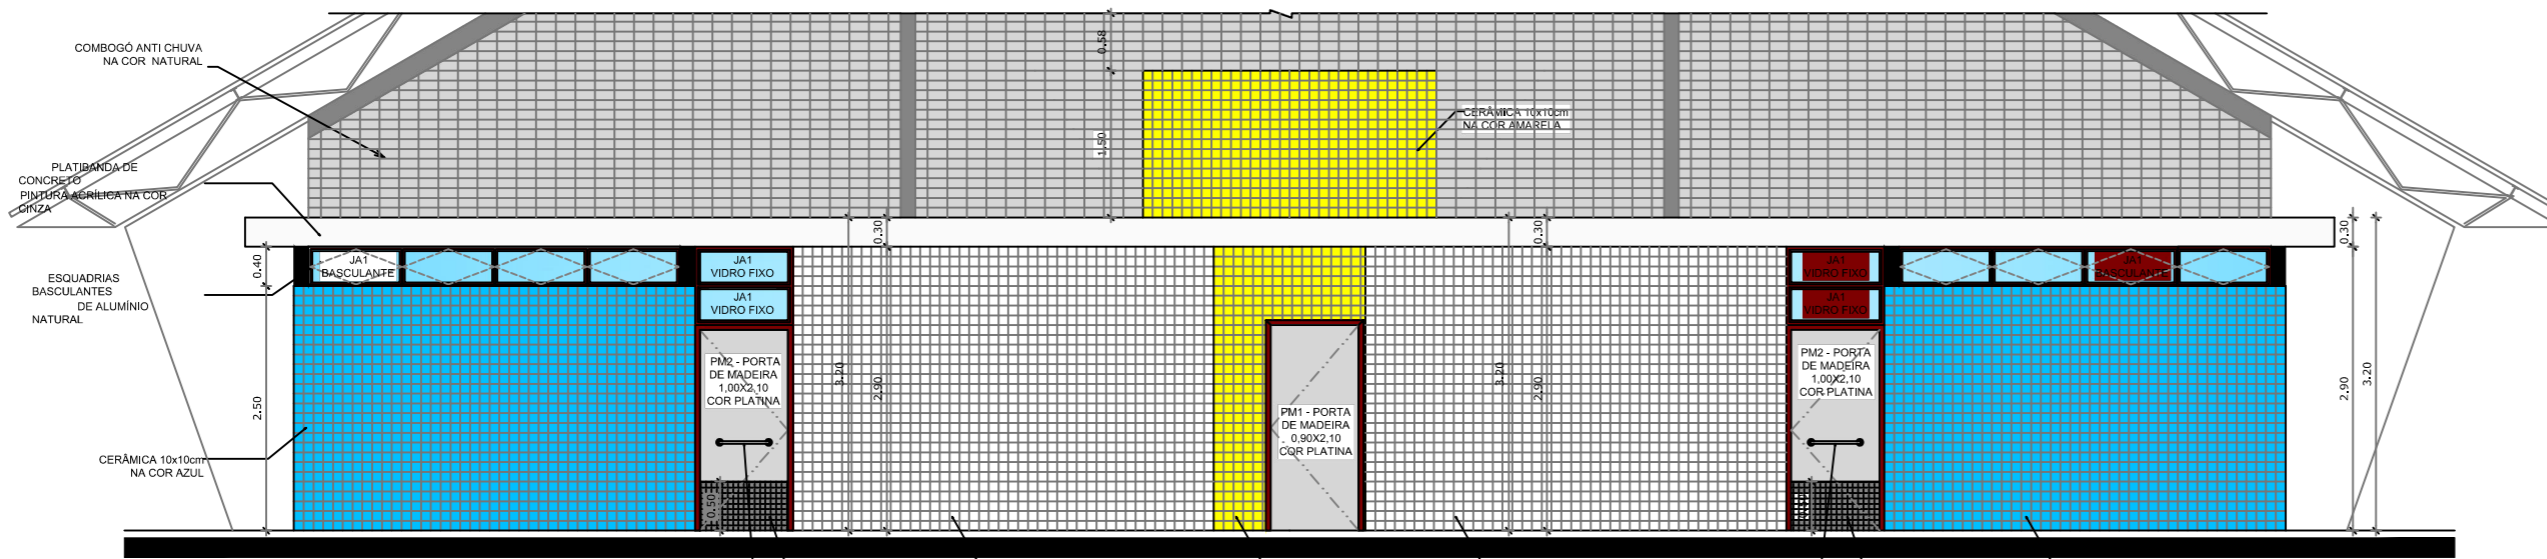 COMBOGÓ ANTI CHUVA
NA COR NATURAL
0.58
CERÂMICA 10x10cm
NA COR AMARELA
1,50
PLATIBANDA DE
CONCRETO
PINTURA ACRÍLICA NA COR
CINZA
0.30
0.30
0.30
0.40
JA1
BASCULANTE
JA1
VIDRO FIXO
JA1
VIDRO FIXO
JA1
VIDRO FIXO
JA1
VIDRO FIXO
JA1
BASCULANTE
ESQUADRIAS
BASCULANTES
DE ALUMÍNIO
NATURAL
PM2 - PORTA
DE MADEIRA
1,00X2,10
COR PLATINA
3.20
2,90
PM1 - PORTA
DE MADEIRA
0,90X2,10
COR PLATINA
3.20
2,90
PM2 - PORTA
DE MADEIRA
1,00X2,10
COR PLATINA
2.90
3.20
2.50
CERÂMICA 10x10cm
NA COR AZUL
0,50